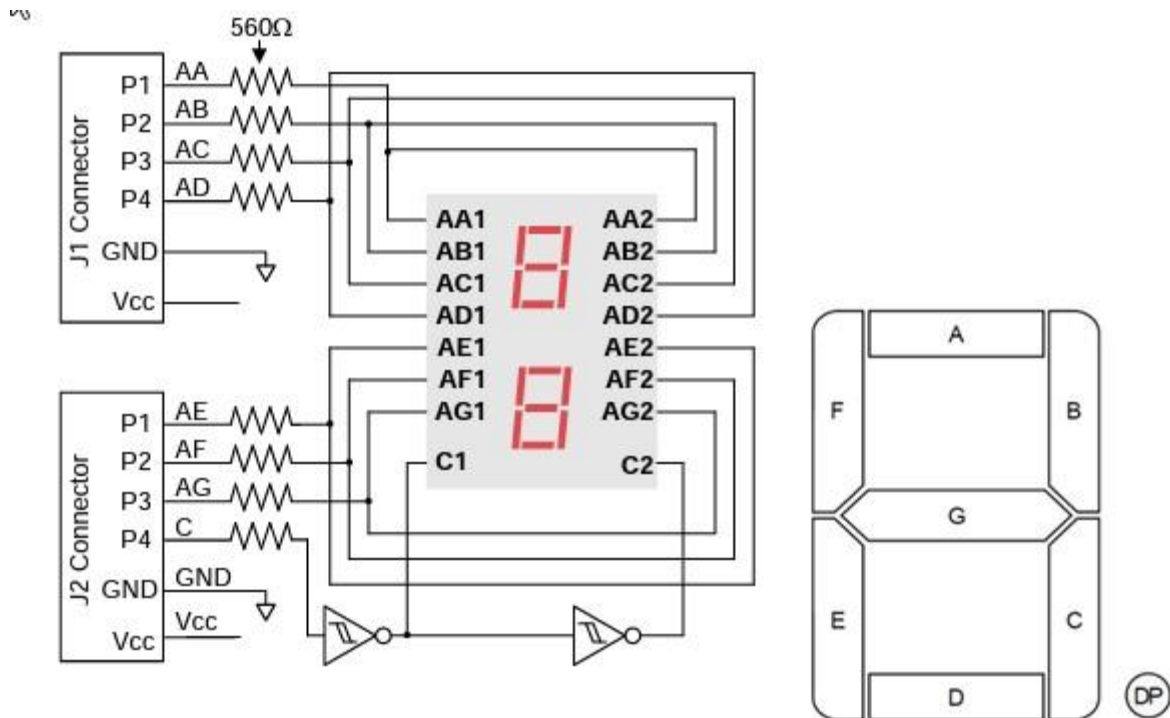 560Ω
J1 Connector
P1 AA
P2 AB
P3 AC
P4 AD
GND
Vcc
AA1 AA2
AB1 AB2
AC1 AC2
AD1 AD2
AE1 AE2
AF1 AF2
AG1 AG2
C1 C2
J2 Connector
P1 AE
P2 AF
P3 AG
P4 C
GND GND
Vcc Vcc
A
F B
G
E C
D
DP